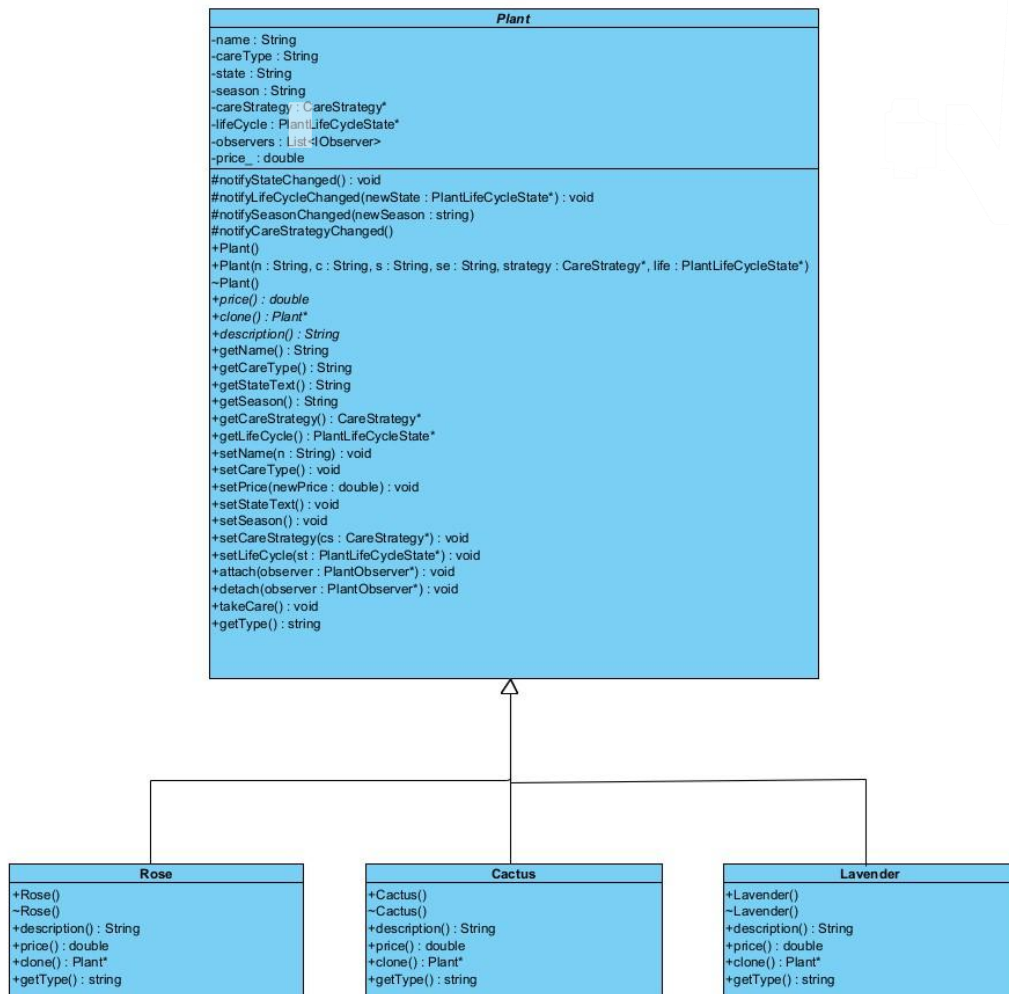 Plant
-name : String
-careType : String
-state : String
-season : String
-careStrategy : CareStrategy*
-lifeCycle : PlantLifeCycleState*
-observers : List<IObserver>
-price_ : double
#notifyStateChanged() : void
#notifyLifeCycleChanged(newState : PlantLifeCycleState*) : void
#notifySeasonChanged(newSeason : string)
#notifyCareStrategyChanged()
+Plant()
+Plant(n : String, c : String, s : String, se : String, strategy : CareStrategy*, life : PlantLifeCycleState*)
~Plant()
+price() : double
+clone() : Plant*
+description() : String
+getName() : String
+getCareType() : String
+getStateText() : String
+getSeason() : String
+getCareStrategy() : CareStrategy*
+getLifeCycle() : PlantLifeCycleState*
+setName(n : String) : void
+setCareType() : void
+setPrice(newPrice : double) : void
+setStateText() : void
+setSeason() : void
+setCareStrategy(cs : CareStrategy*) : void
+setLifeCycle(st : PlantLifeCycleState*) : void
+attach(observer : PlantObserver*) : void
+detach(observer : PlantObserver*) : void
+takeCare() : void
+getType() : string
Rose
+Rose()
~Rose()
+description() : String
+price() : double
+clone() : Plant*
+getType() : string
Cactus
+Cactus()
~Cactus()
+description() : String
+price() : double
+clone() : Plant*
+getType() : string
Lavender
+Lavender()
~Lavender()
+description() : String
+price() : double
+clone() : Plant*
+getType() : string